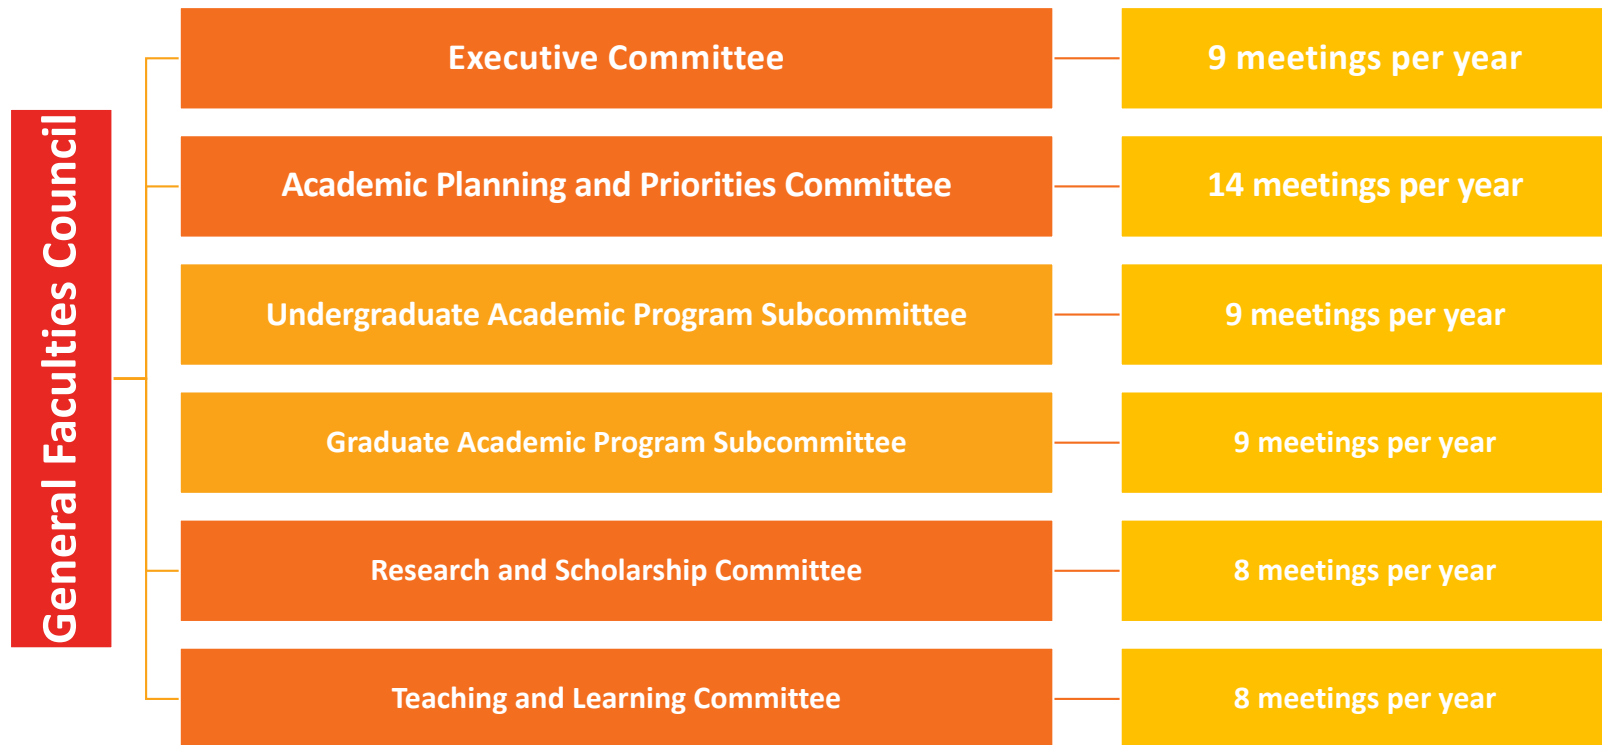 General Faculties Council
Executive Committee
9 meetings per year
Academic Planning and Priorities Committee
14 meetings per year
Undergraduate Academic Program Subcommittee
9 meetings per year
Graduate Academic Program Subcommittee
9 meetings per year
Research and Scholarship Committee
8 meetings per year
Teaching and Learning Committee
8 meetings per year